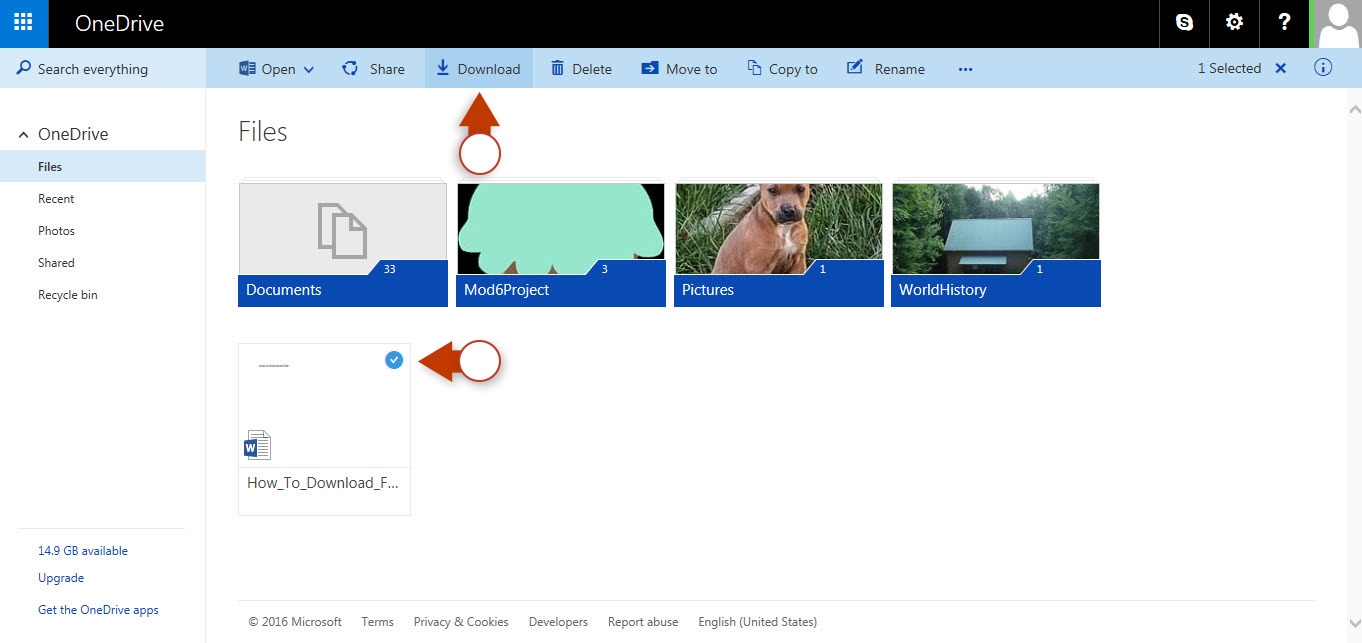 OneDrive
Search everything
Open Share Download Delete Move to Copy to Rename ... 1 Selected
OneDrive
Files
Recent
Photos
Shared
Recycle bin
14.9 GB available
Upgrade
Get the OneDrive apps
Files
33
Documents
3
Mod6Project
1
Pictures
1
WorldHistory
W
How_To_Download_F...
© 2016 Microsoft Terms Privacy & Cookies Developers Report abuse English (United States)